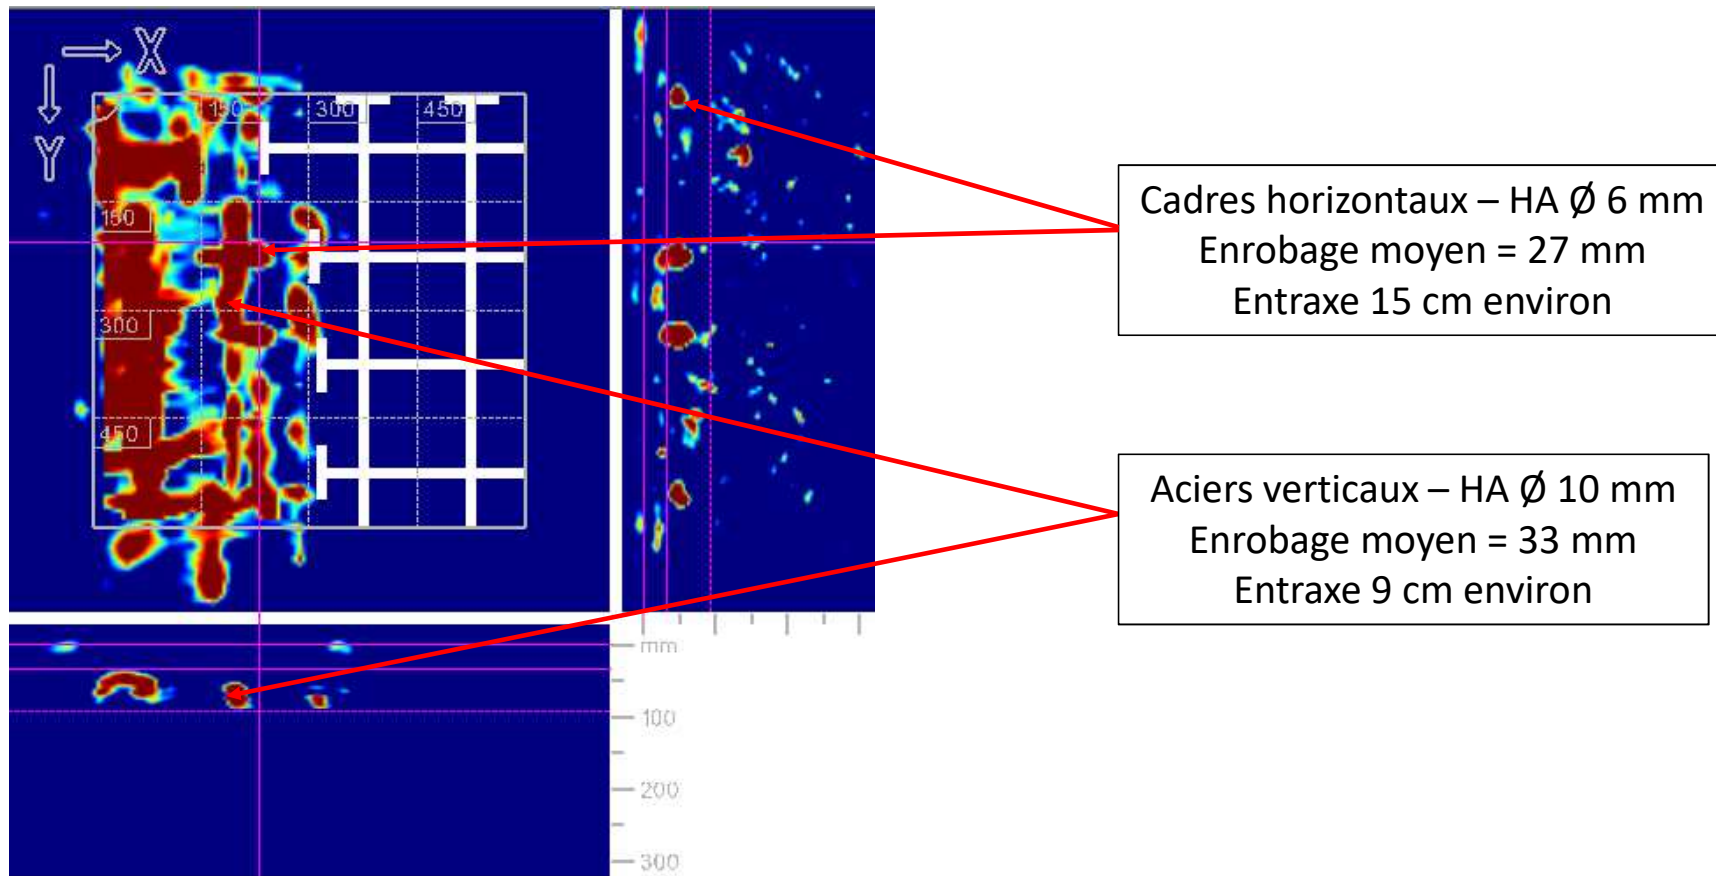 X
Y
150
300
450
150
300
450
mm
100
200
300
Cadres horizontaux – HA Ø 6 mm
Enrobage moyen = 27 mm
Entraxe 15 cm environ
Aciers verticaux – HA Ø 10 mm
Enrobage moyen = 33 mm
Entraxe 9 cm environ